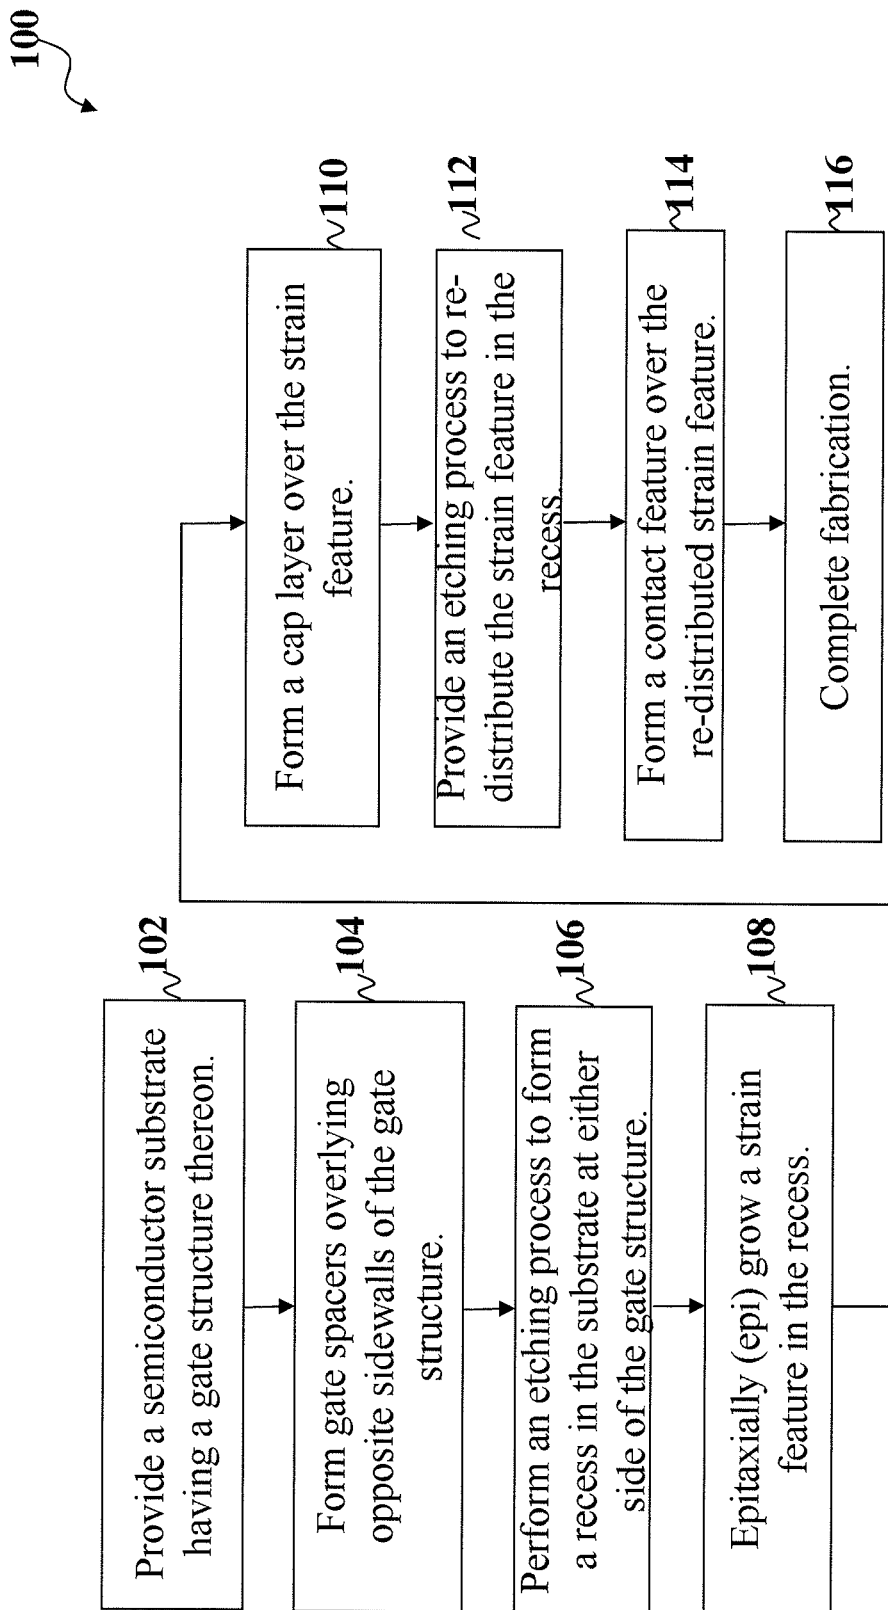 100
102
Provide a semiconductor substrate
having a gate structure thereon.
104
Form gate spacers overlying
opposite sidewalls of the gate
structure.
106
Perform an etching process to form
a recess in the substrate at either
side of the gate structure.
108
Epitaxially (epi) grow a strain
feature in the recess.
110
Form a cap layer over the strain
feature.
112
Provide an etching process to re-
distribute the strain feature in the
recess.
114
Form a contact feature over the
re-distributed strain feature.
116
Complete fabrication.